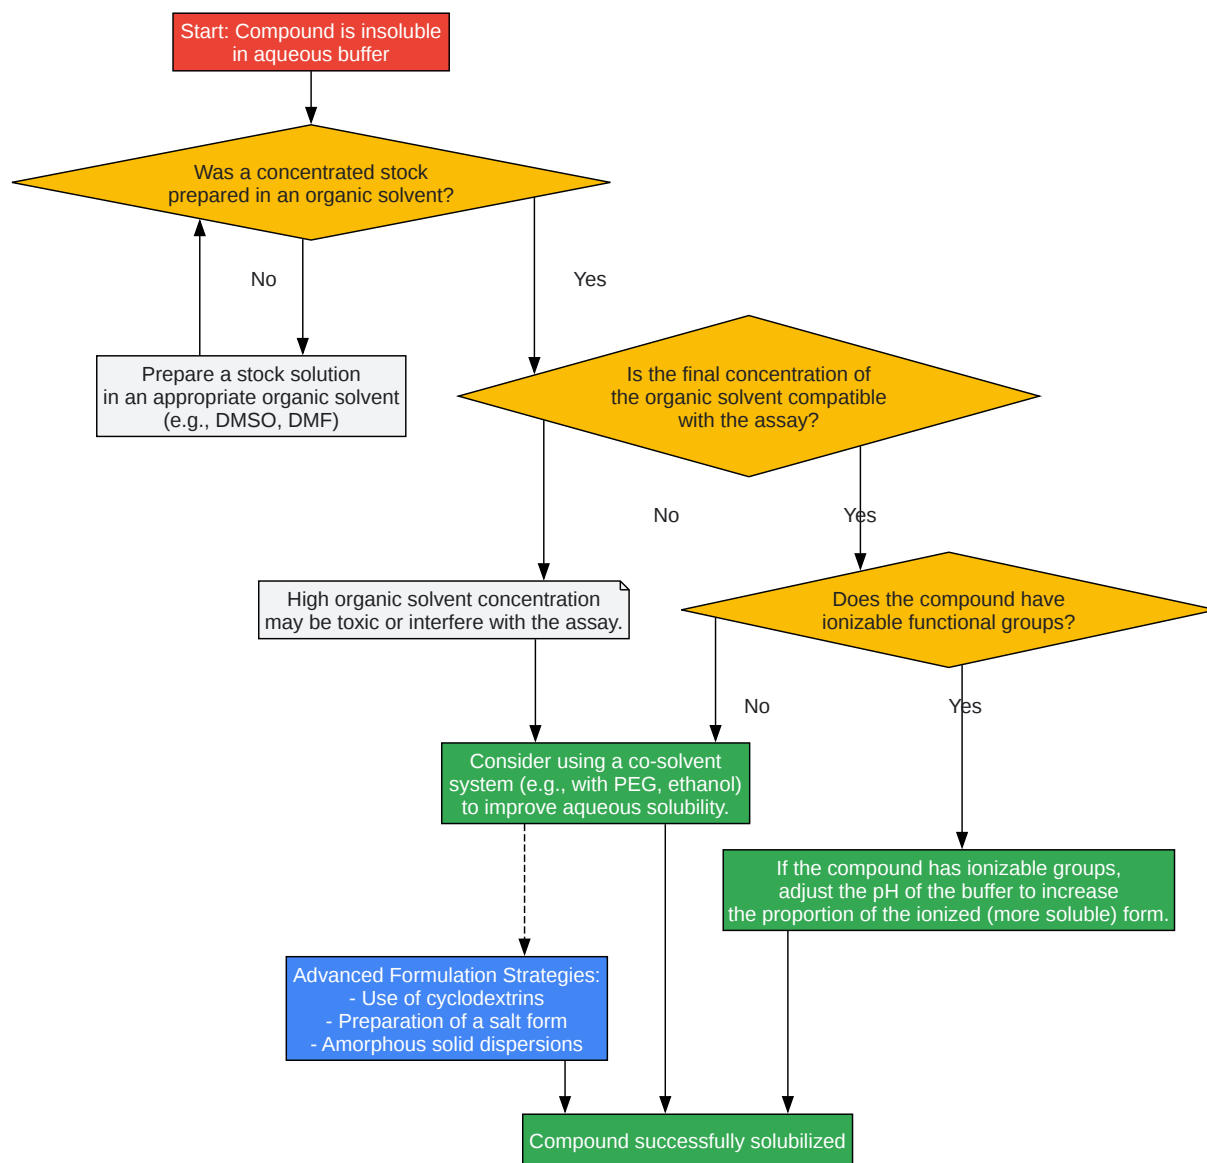 Start: Compound is insoluble
in aqueous buffer
Was a concentrated stock
prepared in an organic solvent?
No
Yes
Prepare a stock solution
in an appropriate organic solvent
(e.g., DMSO, DMF)
Is the final concentration of
the organic solvent compatible
with the assay?
No
Yes
High organic solvent concentration
may be toxic or interfere with the assay.
Does the compound have
ionizable functional groups?
No
Yes
Consider using a co-solvent
system (e.g., with PEG, ethanol)
to improve aqueous solubility.
If the compound has ionizable groups,
adjust the pH of the buffer to increase
the proportion of the ionized (more soluble) form.
Advanced Formulation Strategies:
- Use of cyclodextrins
- Preparation of a salt form
- Amorphous solid dispersions
Compound successfully solubilized